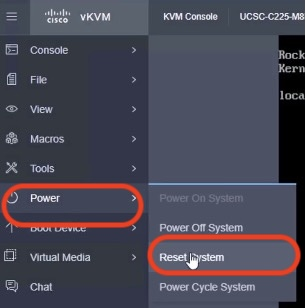 cisco vKVM KVM Console UCSC-C225-M8
Console
File
View
Macros
Tools
Power
Boot Device
Virtual Media
Chat
Power On System
Power Off System
Reset System
Power Cycle System
Rock
Kern
loca